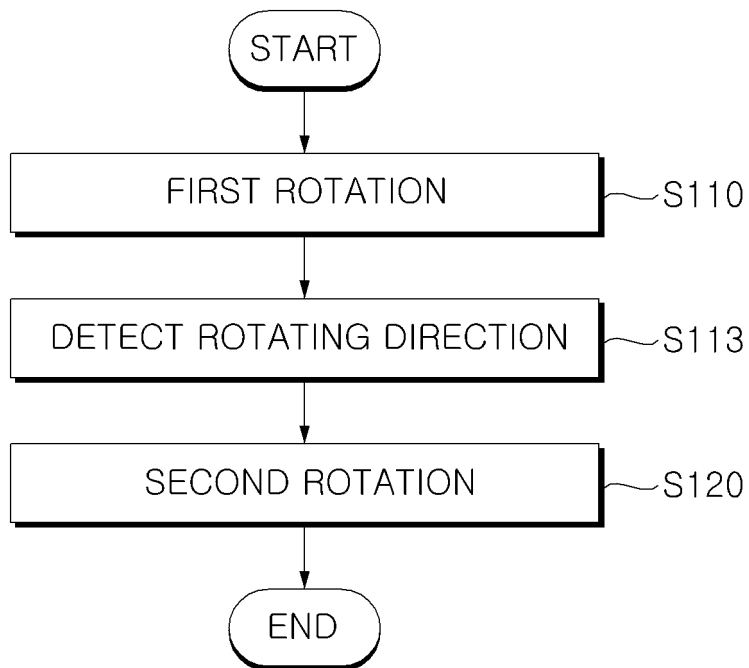 START
FIRST ROTATION
S110
DETECT ROTATING DIRECTION
S113
SECOND ROTATION
S120
END